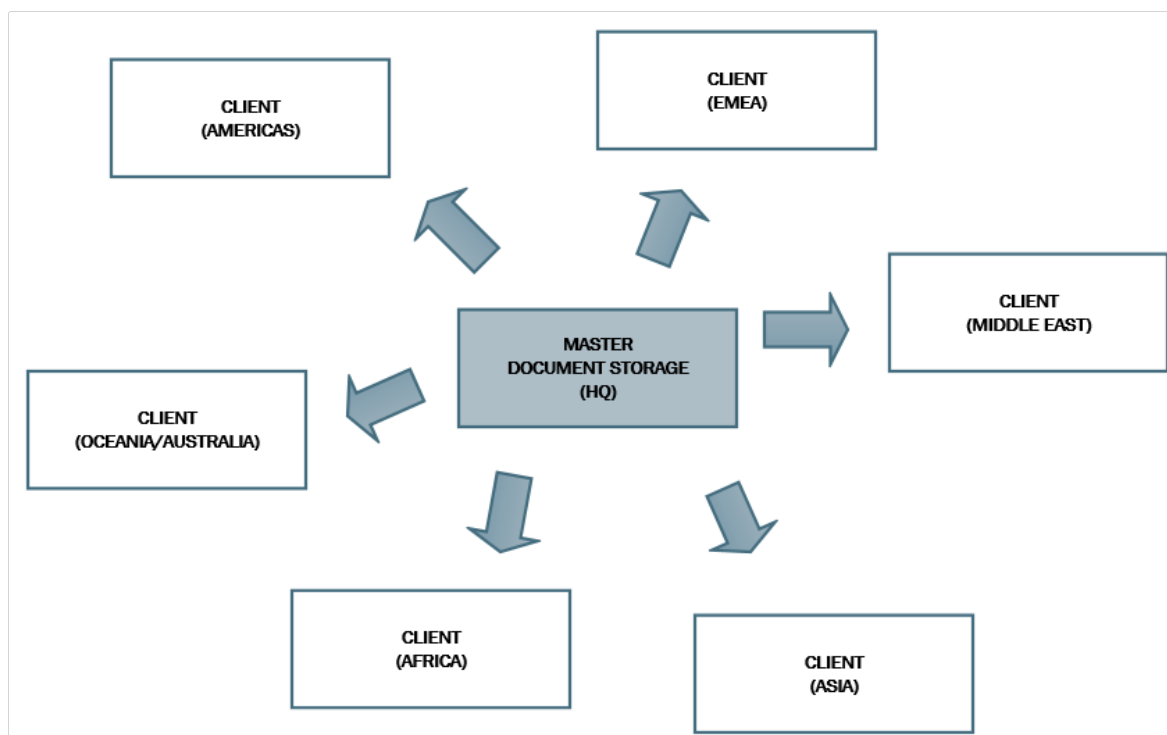 CLIENT
(AMERICAS)
CLIENT
(EMEA)
CLIENT
(MIDDLE EAST)
MASTER
DOCUMENT STORAGE
(HQ)
CLIENT
(OCEANIA/AUSTRALIA)
CLIENT
(AFRICA)
CLIENT
(ASIA)